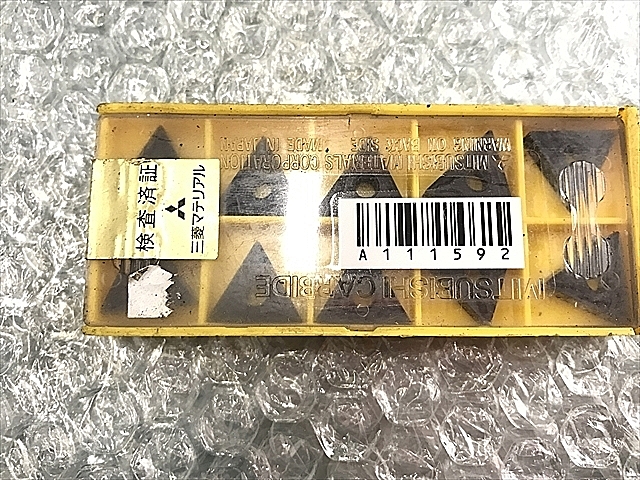 WARNING ON BACK SIDE
MADE IN JAPAN
MITSUBISHI MATERIALS CORPORATION
検査済証
三菱マテリアル
A111592
MITSUBISHI CARBIDE